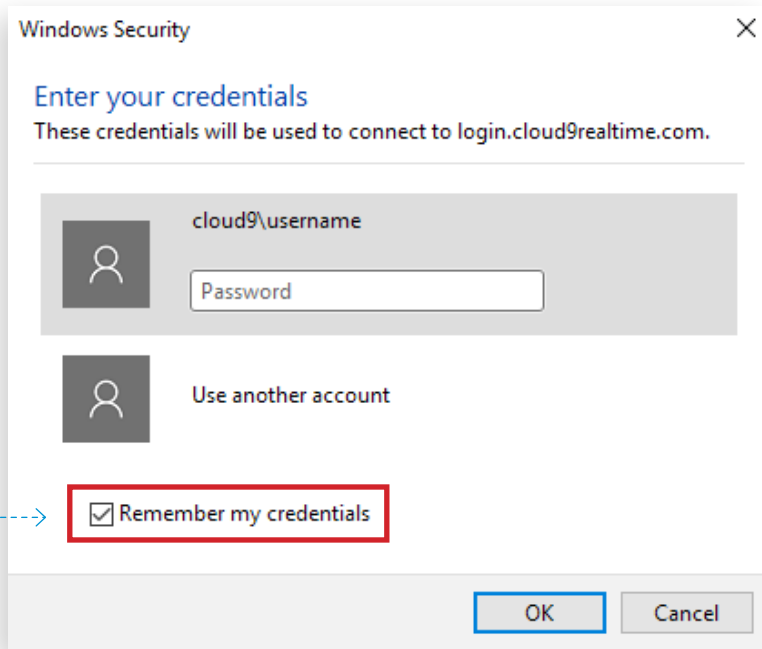 Windows Security
Enter your credentials
These credentials will be used to connect to login.cloud9realtime.com.
cloud9\username
Password
Use another account
Remember my credentials
OK
Cancel